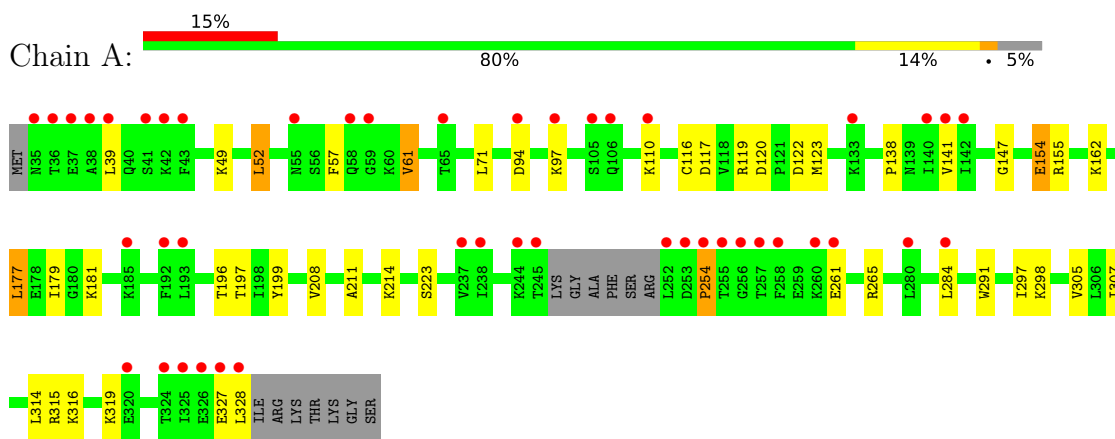 15%
Chain A:
80% 14% • 5%
MET N35 T36 E37 A38 L39 Q40 S41 K42 F43 K49 L52 N55 S56 F57 Q58 G59 K60 V61 T65 L71 D94 K97 S105 Q106 K110 C116 D117 V118 R119 D120 P121 D122 M123 K133 P138 N139 I140 V141 I142 G147 E154 R155 K162
L177 E178 I179 G180 K181 K185 F192 L193 T196 T197 I198 Y199 V208 A211 K214 S223 V237 I238 K244 T245 LYS GLY ALA PHE SER ARG L252 D253 P254 T255 G256 T257 F258 E259 K260 E261 R265 L280 L284 W291 I297 K298 V305 L306 I307
L314 R315 K316 K319 E320 T324 I325 E326 E327 L328 ILE ARG LYS THR LYS GLY SER